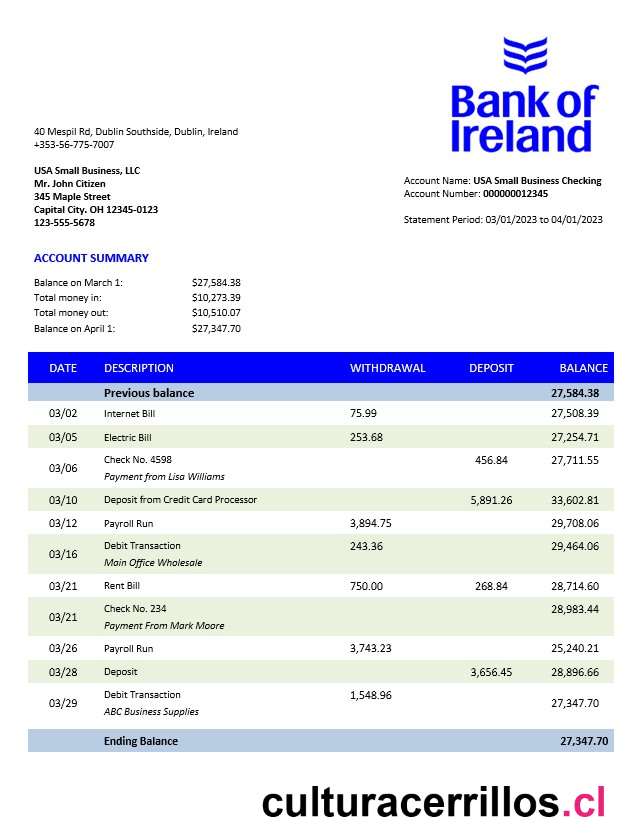 Bank of
Ireland
40 Mespil Rd, Dublin Southside, Dublin, Ireland
+353-56-775-7007
USA Small Business, LLC
Mr. John Citizen
345 Maple Street
Capital City. OH 12345-0123
123-555-5678
Account Name: USA Small Business Checking
Account Number: 000000012345
Statement Period: 03/01/2023 to 04/01/2023
ACCOUNT SUMMARY
Balance on March 1: $27,584.38
Total money in: $10,273.39
Total money out: $10,510.07
Balance on April 1: $27,347.70
DATE DESCRIPTION WITHDRAWAL DEPOSIT BALANCE
Previous balance 27,584.38
03/02 Internet Bill 75.99 27,508.39
03/05 Electric Bill 253.68 27,254.71
03/06 Check No. 4598 456.84 27,711.55
Payment from Lisa Williams
03/10 Deposit from Credit Card Processor 5,891.26 33,602.81
03/12 Payroll Run 3,894.75 29,708.06
03/16 Debit Transaction 243.36 29,464.06
Main Office Wholesale
03/21 Rent Bill 750.00 268.84 28,714.60
03/21 Check No. 234 28,983.44
Payment From Mark Moore
03/26 Payroll Run 3,743.23 25,240.21
03/28 Deposit 3,656.45 28,896.66
03/29 Debit Transaction 1,548.96 27,347.70
ABC Business Supplies
Ending Balance 27,347.70
culturacerrillos.cl